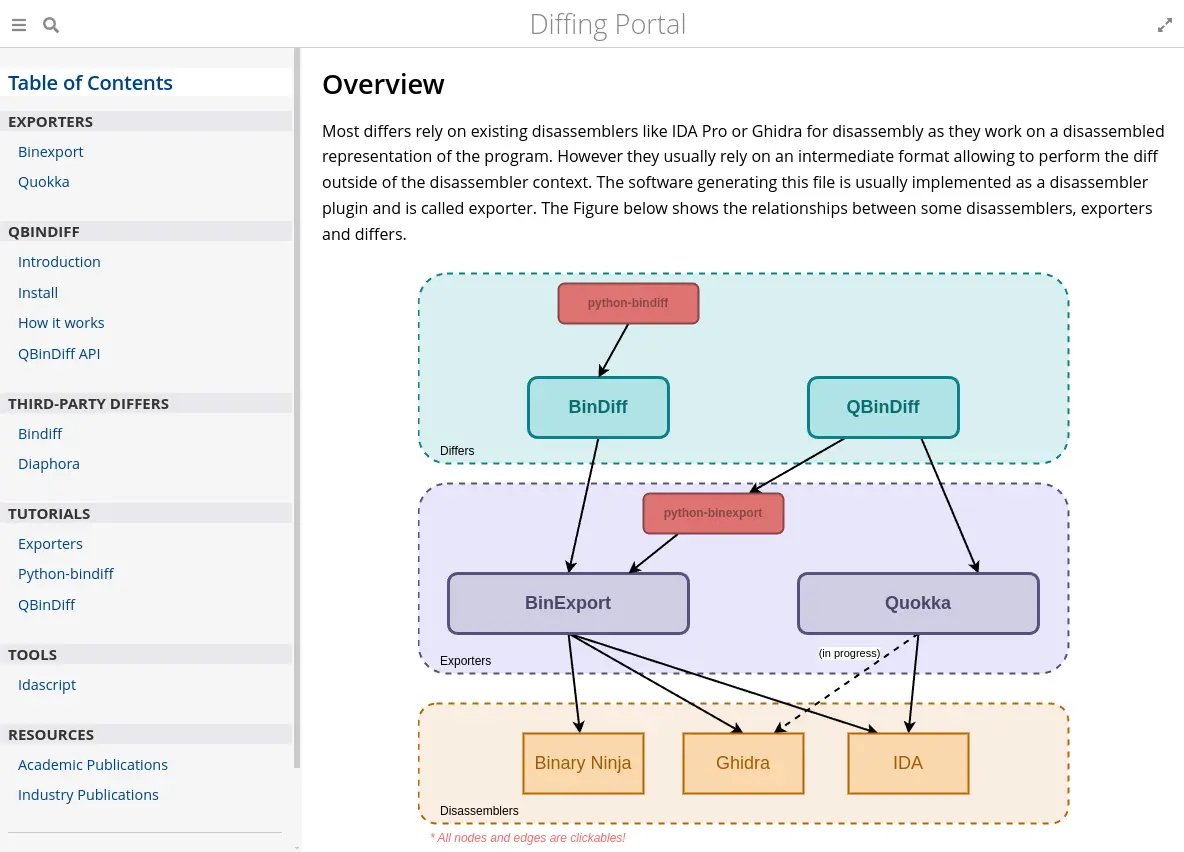 Diffing Portal
Table of Contents
EXPORTERS
Binexport
Quokka
QBINDIFF
Introduction
Install
How it works
QBinDiff API
THIRD-PARTY DIFFERS
Bindiff
Diaphora
TUTORIALS
Exporters
Python-bindiff
QBinDiff
TOOLS
Idascript
RESOURCES
Academic Publications
Industry Publications
Overview
Most differs rely on existing disassemblers like IDA Pro or Ghidra for disassembly as they work on a disassembled
representation of the program. However they usually rely on an intermediate format allowing to perform the diff
outside of the disassembler context. The software generating this file is usually implemented as a disassembler
plugin and is called exporter. The Figure below shows the relationships between some disassemblers, exporters
and differs.
python-bindiff
BinDiff
QBinDiff
Differs
python-binexport
BinExport
Quokka
(in progress)
Exporters
Binary Ninja
Ghidra
IDA
Disassemblers
* All nodes and edges are clickables!